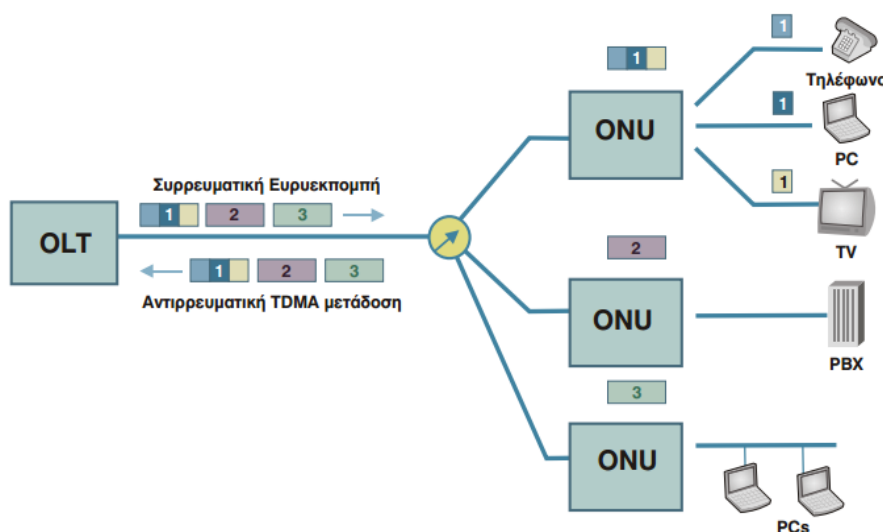 1
Τηλέφωνο
1
ONU
1
PC
Συρρευματική Ευρυεκπομπή
1 2 3
1
OLT
TV
1 2 3
2
Αντιρρευματική TDMA μετάδοση
ONU
PBX
3
ONU
PCs